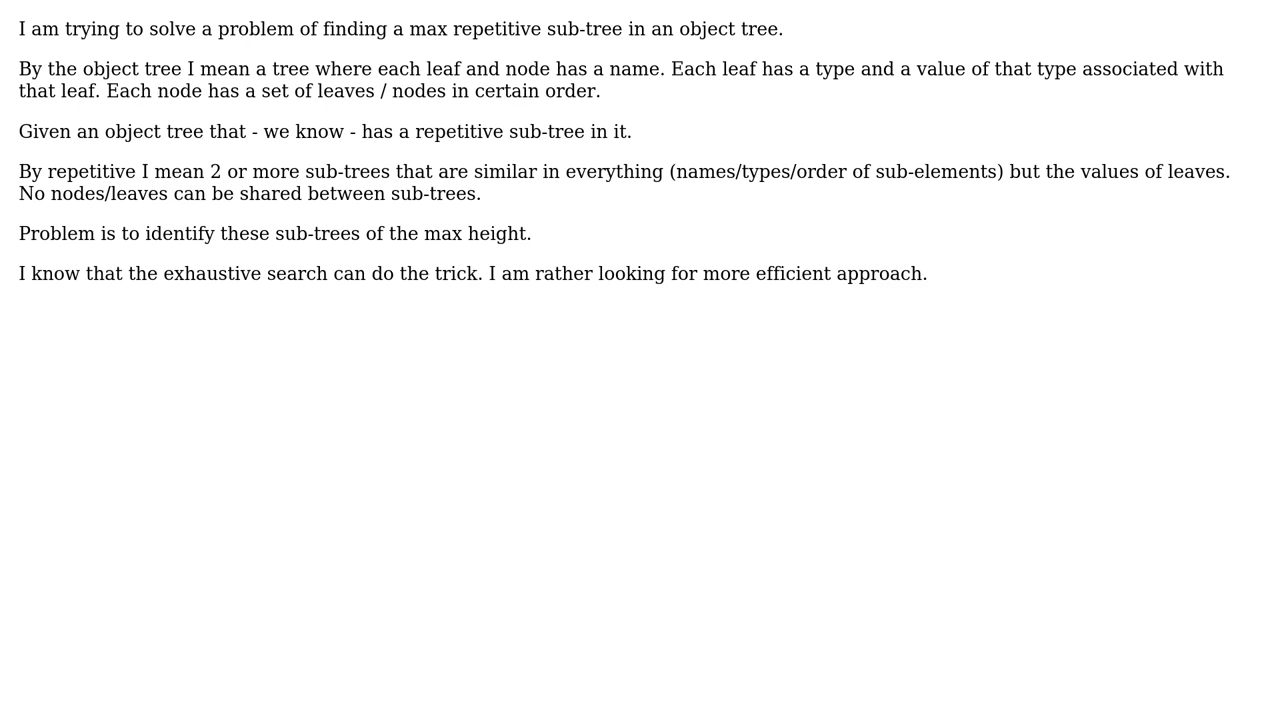 I am trying to solve a problem of finding a max repetitive sub-tree in an object tree.
By the object tree I mean a tree where each leaf and node has a name. Each leaf has a type and a value of that type associated with
that leaf. Each node has a set of leaves / nodes in certain order.
Given an object tree that - we know - has a repetitive sub-tree in it.
By repetitive I mean 2 or more sub-trees that are similar in everything (names/types/order of sub-elements) but the values of leaves.
No nodes/leaves can be shared between sub-trees.
Problem is to identify these sub-trees of the max height.
I know that the exhaustive search can do the trick. I am rather looking for more efficient approach.